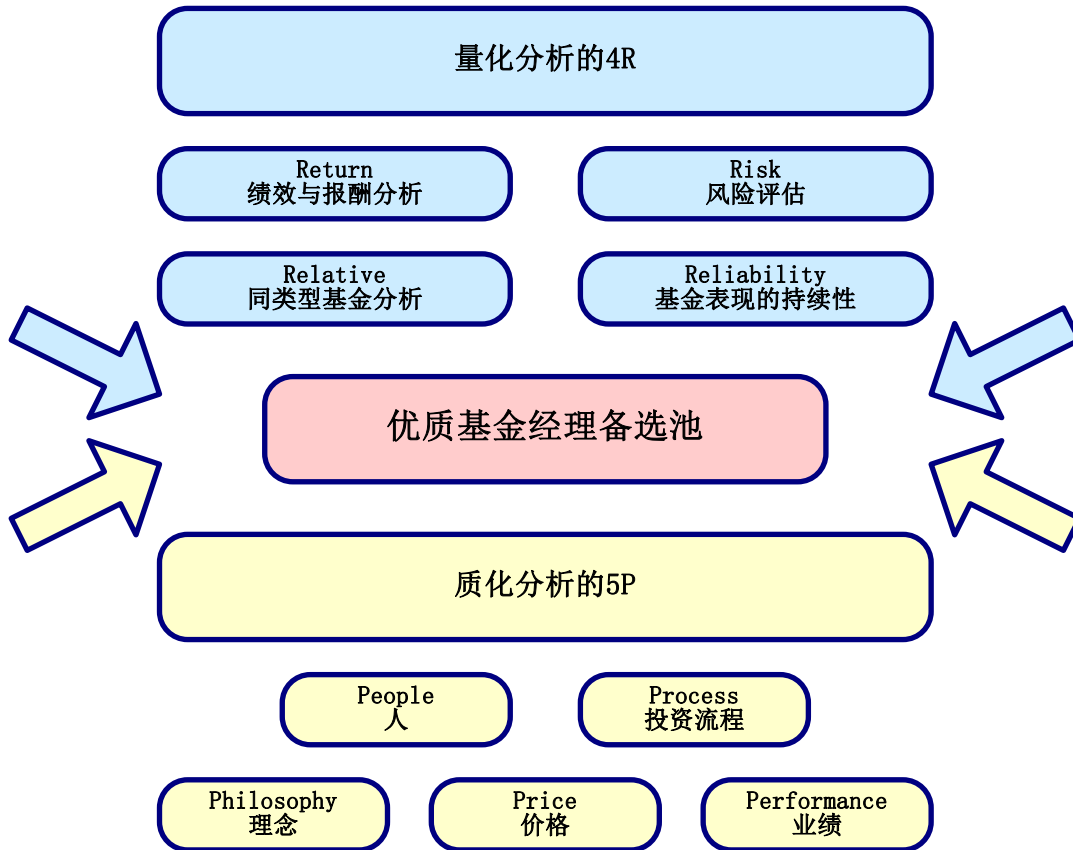 量化分析的4R
Return
绩效与报酬分析
Risk
风险评估
Relative
同类型基金分析
Reliability
基金表现的持续性
优质基金经理备选池
质化分析的5P
People
人
Process
投资流程
Philosophy
理念
Price
价格
Performance
业绩